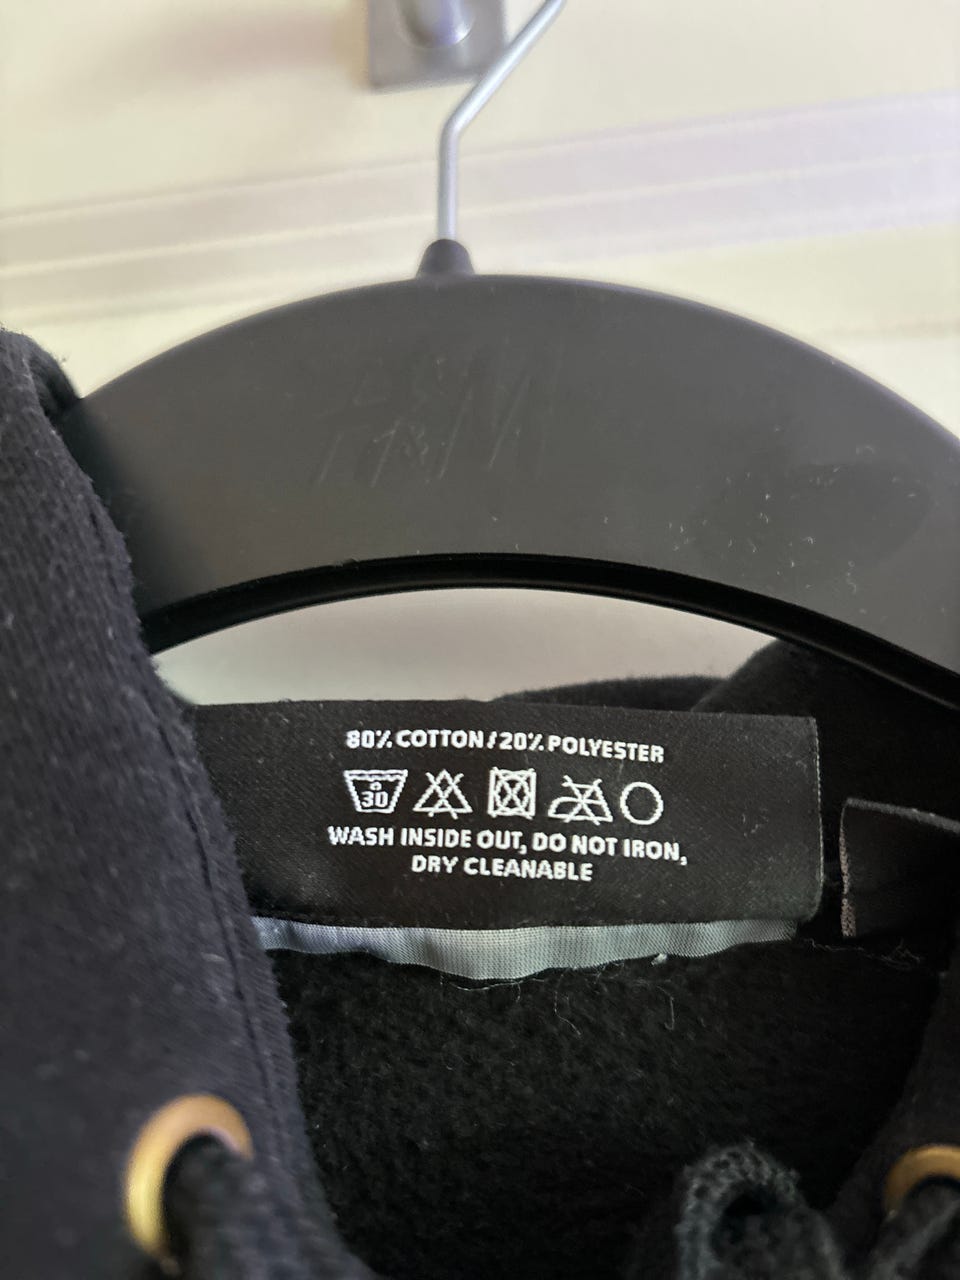 80% COTTON / 20% POLYESTER
30
WASH INSIDE OUT, DO NOT IRON,
DRY CLEANABLE